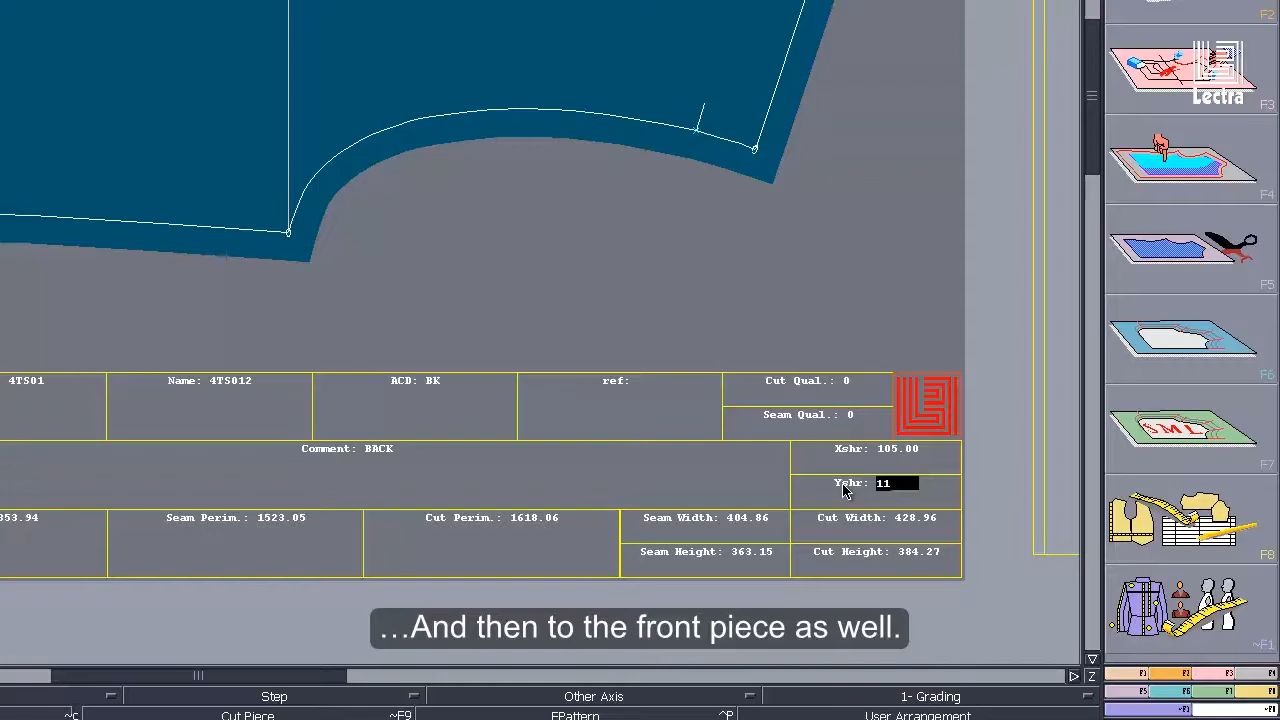 F2
Lectra
F3
F4
F5
F6
SML
F7
F8
~F1
4TS01
Name: 4TS012
ACD: BK
ref:
Cut Qual.: 0
Seam Qual.: 0
Comment: BACK
Xshr: 105.00
Yshr: 11
353.94
Seam Perim.: 1523.05
Cut Perim.: 1618.06
Seam Width: 404.86
Cut Width: 428.96
Seam Height: 363.15
Cut Height: 384.27
…And then to the front piece as well.
Z
F1 F2 F3 F4
F5 F6 F7 F8
Step
Other Axis
1- Grading
~c
Cut Piece
~F9
FPattern
^P
User Arrangement